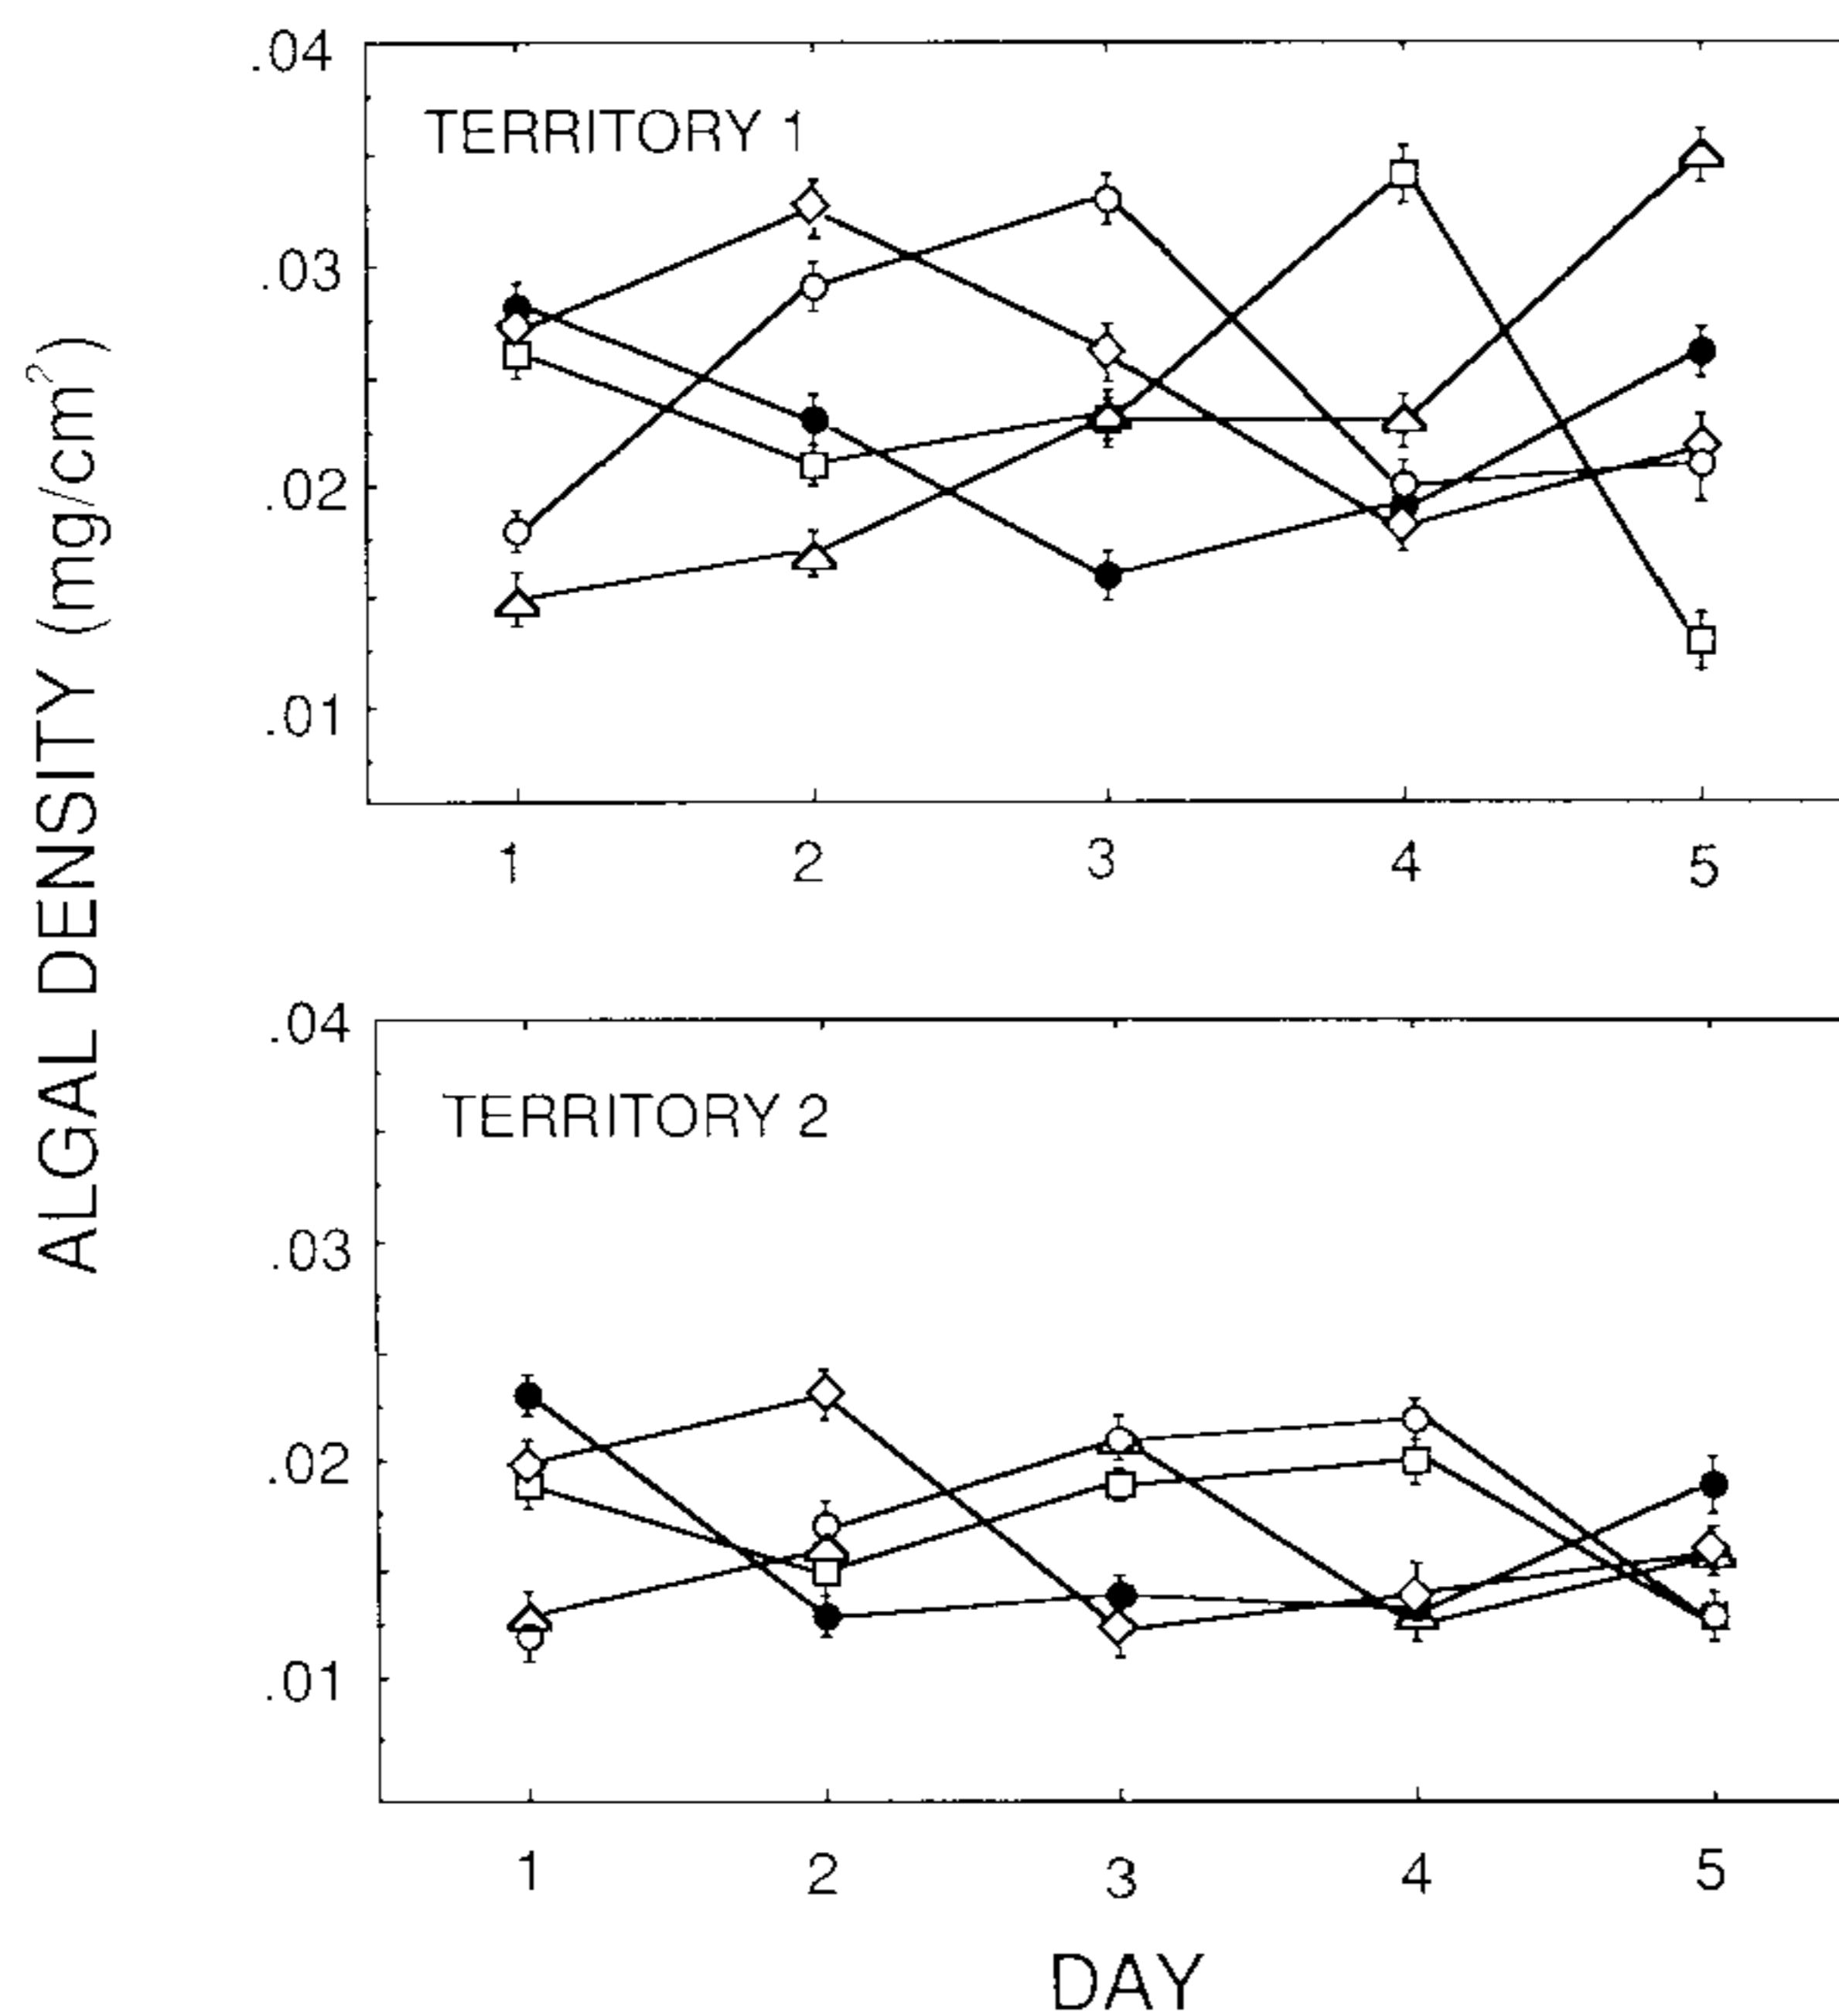 ALGAL DENSITY (mg/cm²)
.04
TERRITORY 1
.03
.02
.01
1 2 3 4 5
.04
TERRITORY 2
.03
.02
.01
1 2 3 4 5
DAY